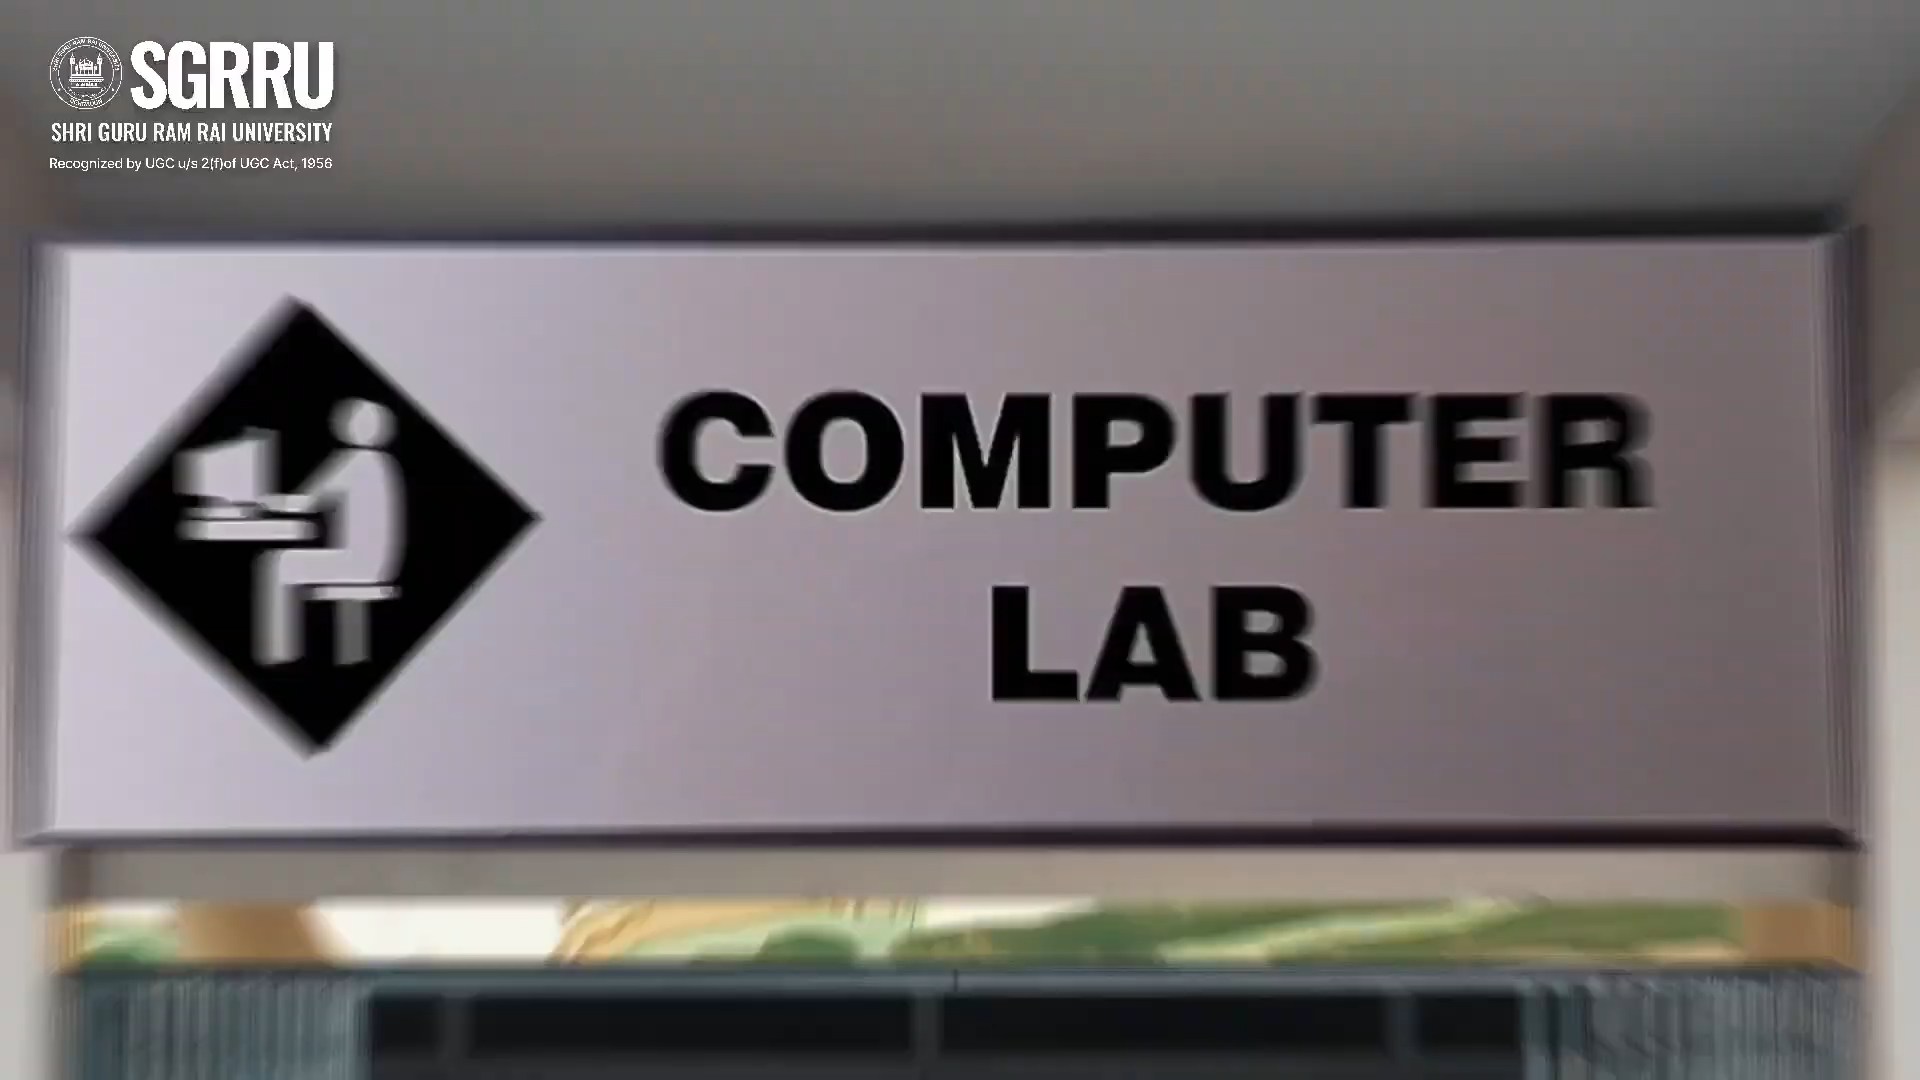 SGRRU
SHRI GURU RAM RAI UNIVERSITY
Recognized by UGC u/s 2(f)of UGC Act, 1956
COMPUTER
LAB